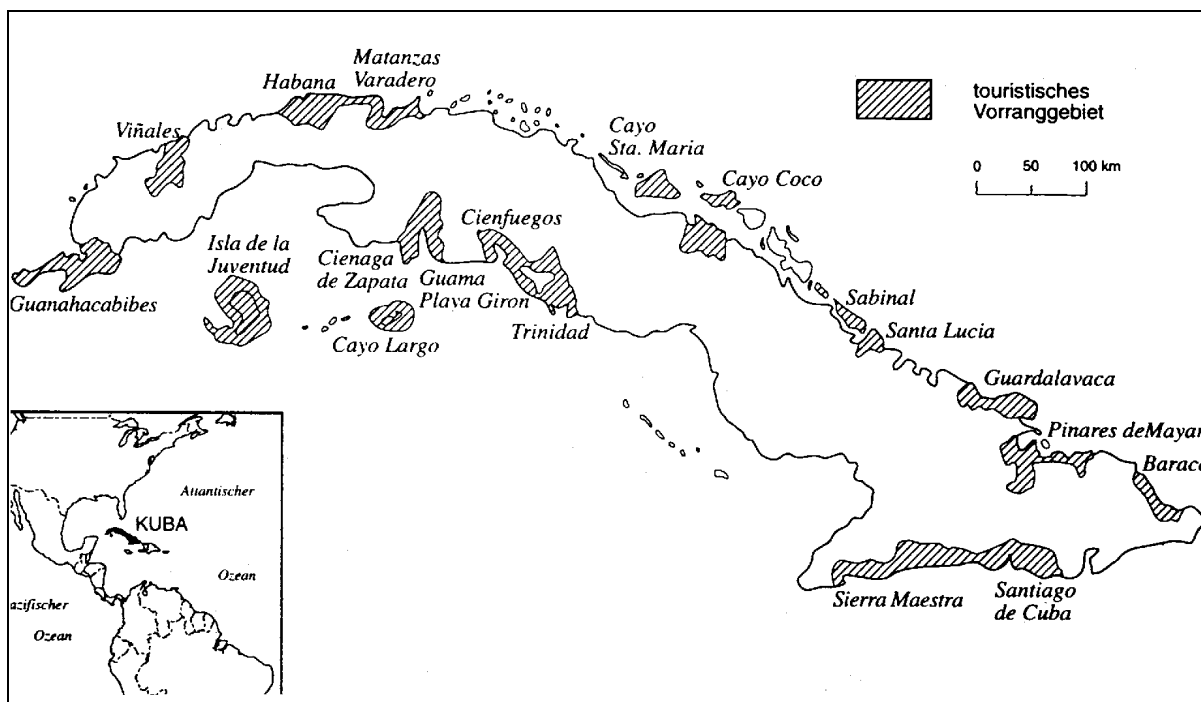 Matanzas
Varadero
Habana
Viñales
touristisches
Vorranggebiet
0 50 100 km
Cayo
Sta. Maria
Cayo Coco
Cienfuegos
Isla de la
Juventud
Cienaga
de Zapata
Guama
Playa Giron
Guanahacabibes
Cayo Largo
Trinidad
Sabinal
Santa Lucia
Guardalavaca
Pinares deMayar
Baraco
Sierra Maestra
Santiago
de Cuba
Atlantischer
KUBA
Ozean
azifischer
Ozean